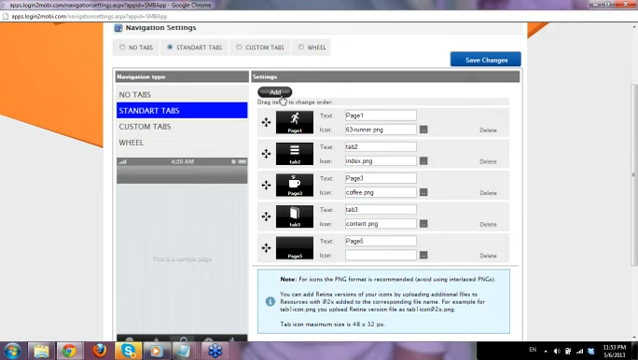 apps.login2mobi.com/navigationsettings.aspx?appid=SMBApp - Google Chrome
apps.login2mobi.com/navigationsettings.aspx?appid=SMBApp
Navigation Settings
NO TABS STANDART TABS CUSTOM TABS WHEEL
Save Changes
Navigation type
NO TABS
STANDART TABS
CUSTOM TABS
WHEEL
4:20 AM
This is a sample page
Settings
Add
Drag items to change order.
Page1 Text: Page1
Icon: 63-runner.png ... Delete
tab2 Text: tab2
Icon: index.png ... Delete
Page3 Text: Page3
Icon: coffee.png ... Delete
tab3 Text: tab3
Icon: content.png ... Delete
Page5 Text: Page5
Icon: ... Delete
Note: For icons the PNG format is recommended (avoid using interlaced PNGs).
You can add Retina versions of your icons by uploading additional files to
Resources with @2x added to the corresponding file name. For example for
tab1icon.png you upload Retina version file as tab1icon@2x.png.
Tab icon maximum size is 48 x 32 px.
EN 11:53 PM
5/6/2013